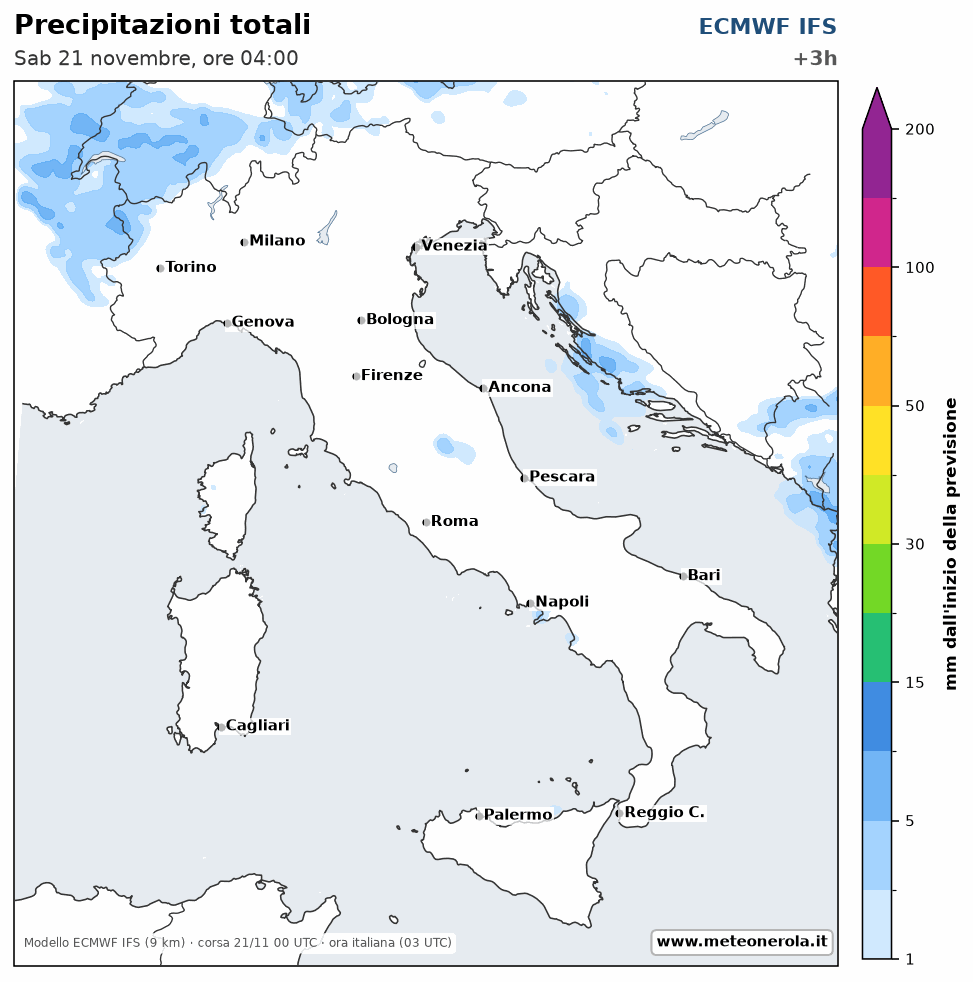 Precipitazioni totali
ECMWF IFS
Sab 21 novembre, ore 04:00
+3h
Milano
Venezia
Torino
Genova
Bologna
Firenze
Ancona
Pescara
Roma
Bari
Napoli
Cagliari
Palermo
Reggio C.
200
100
50
30
15
5
1
mm dall'inizio della previsione
Modello ECMWF IFS (9 km) · corsa 21/11 00 UTC · ora italiana (03 UTC)
www.meteonerola.it